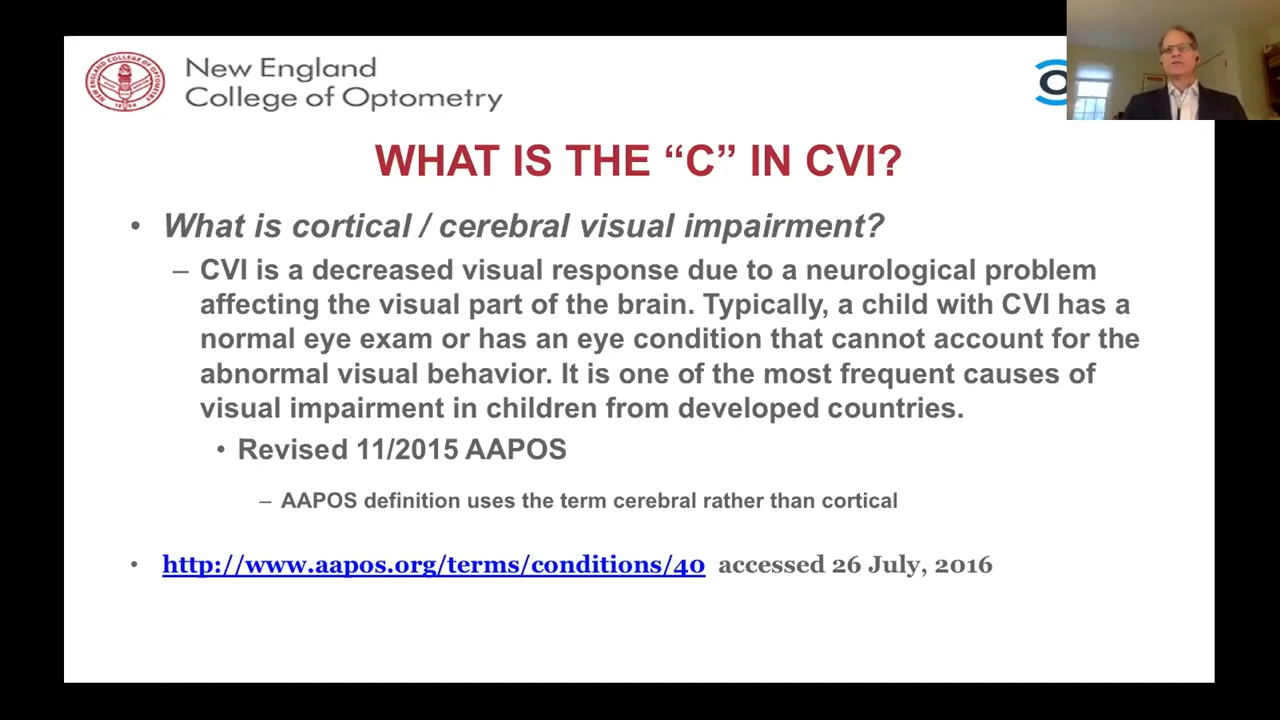 New England
College of Optometry
WHAT IS THE “C” IN CVI?
• What is cortical / cerebral visual impairment?
– CVI is a decreased visual response due to a neurological problem
affecting the visual part of the brain. Typically, a child with CVI has a
normal eye exam or has an eye condition that cannot account for the
abnormal visual behavior. It is one of the most frequent causes of
visual impairment in children from developed countries.
• Revised 11/2015 AAPOS
– AAPOS definition uses the term cerebral rather than cortical
• http://www.aapos.org/terms/conditions/40 accessed 26 July, 2016